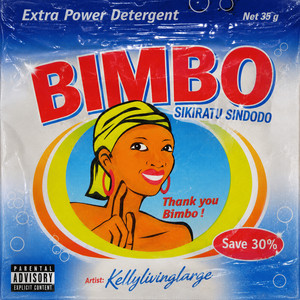 Extra Power Detergent
Net 35 g
BIMBO
SIKIRATU SINDODO
Thank you
Bimbo !
Save 30%
PARENTAL
ADVISORY
EXPLICIT CONTENT
Artist: Kellylivinglarge